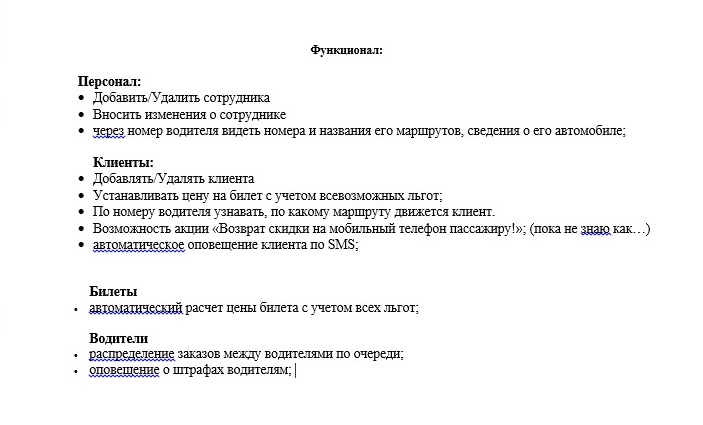 Функционал:
Персонал:
• Добавить/Удалить сотрудника
• Вносить изменения о сотруднике
• через номер водителя видеть номера и названия его маршрутов, сведения о его автомобиле;
Клиенты:
• Добавлять/Удалять клиента
• Устанавливать цену на билет с учетом всевозможных льгот;
• По номеру водителя узнавать, по какому маршруту движется клиент.
• Возможность акции «Возврат скидки на мобильный телефон пассажиру!»; (пока не знаю как…)
• автоматическое оповещение клиента по SMS;
Билеты
• автоматический расчет цены билета с учетом всех льгот;
Водители
• распределение заказов между водителями по очереди;
• оповещение о штрафах водителям;